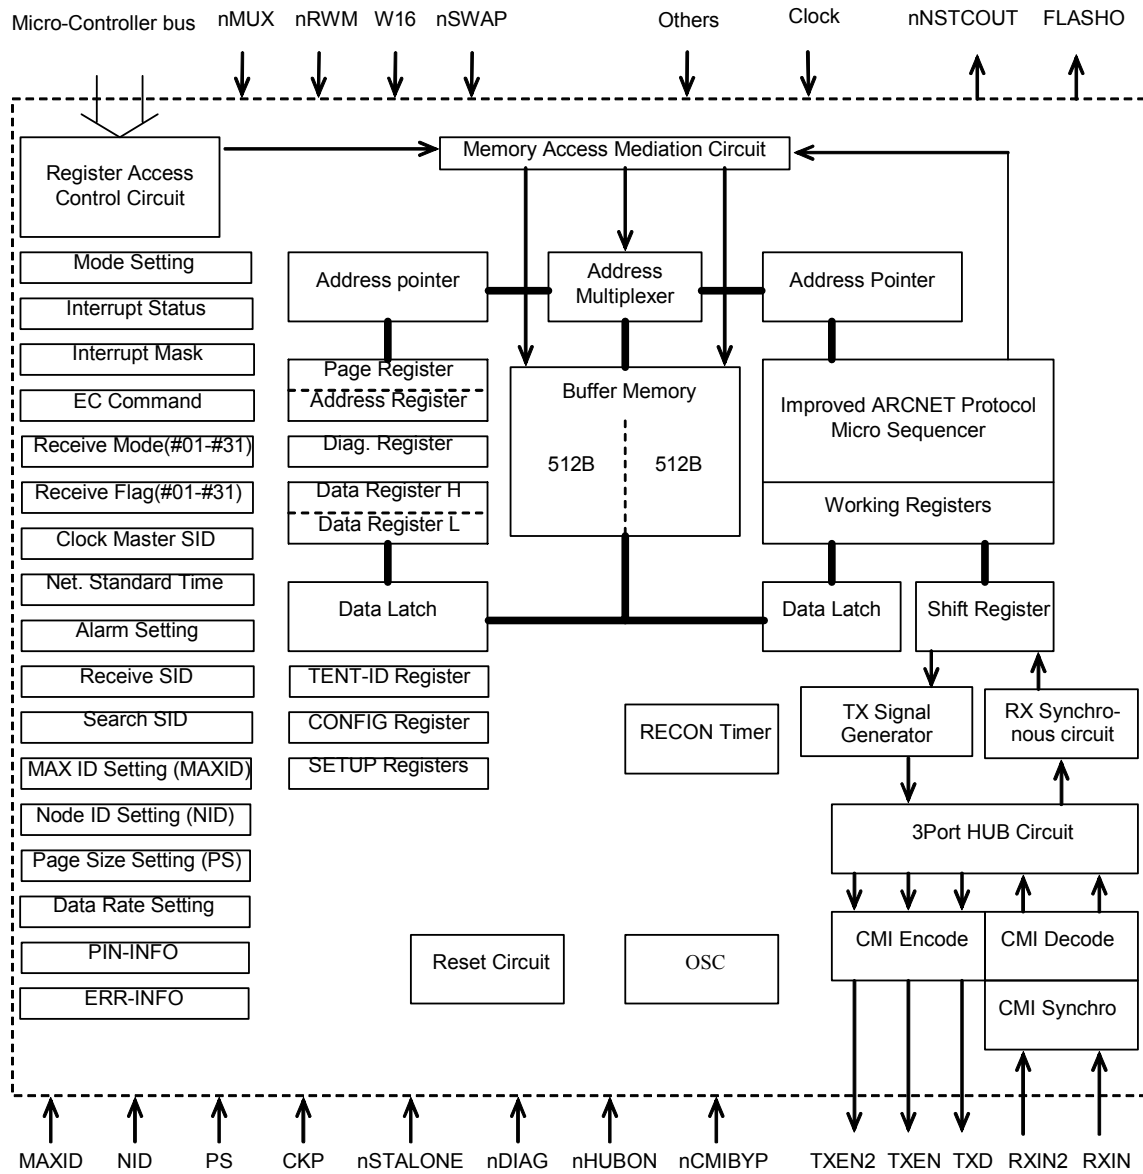 Micro-Controller bus
nMUX
nRWM
W16
nSWAP
Others
Clock
nNSTCOUT
FLASHO
Register Access
Control Circuit
Memory Access Mediation Circuit
Mode Setting
Interrupt Status
Interrupt Mask
EC Command
Receive Mode(#01-#31)
Receive Flag(#01-#31)
Clock Master SID
Net. Standard Time
Alarm Setting
Receive SID
Search SID
MAX ID Setting (MAXID)
Node ID Setting (NID)
Page Size Setting (PS)
Data Rate Setting
PIN-INFO
ERR-INFO
Address pointer
Address
Multiplexer
Address Pointer
Page Register
Address Register
Diag. Register
Data Register H
Data Register L
Data Latch
TENT-ID Register
CONFIG Register
SETUP Registers
Buffer Memory
512B
512B
Improved ARCNET Protocol
Micro Sequencer
Working Registers
Data Latch
Shift Register
RECON Timer
TX Signal
Generator
RX Synchro-
nous circuit
3Port HUB Circuit
CMI Encode
CMI Decode
CMI Synchro
Reset Circuit
OSC
MAXID
NID
PS
CKP
nSTALONE
nDIAG
nHUBON
nCMIBYP
TXEN2
TXEN
TXD
RXIN2
RXIN